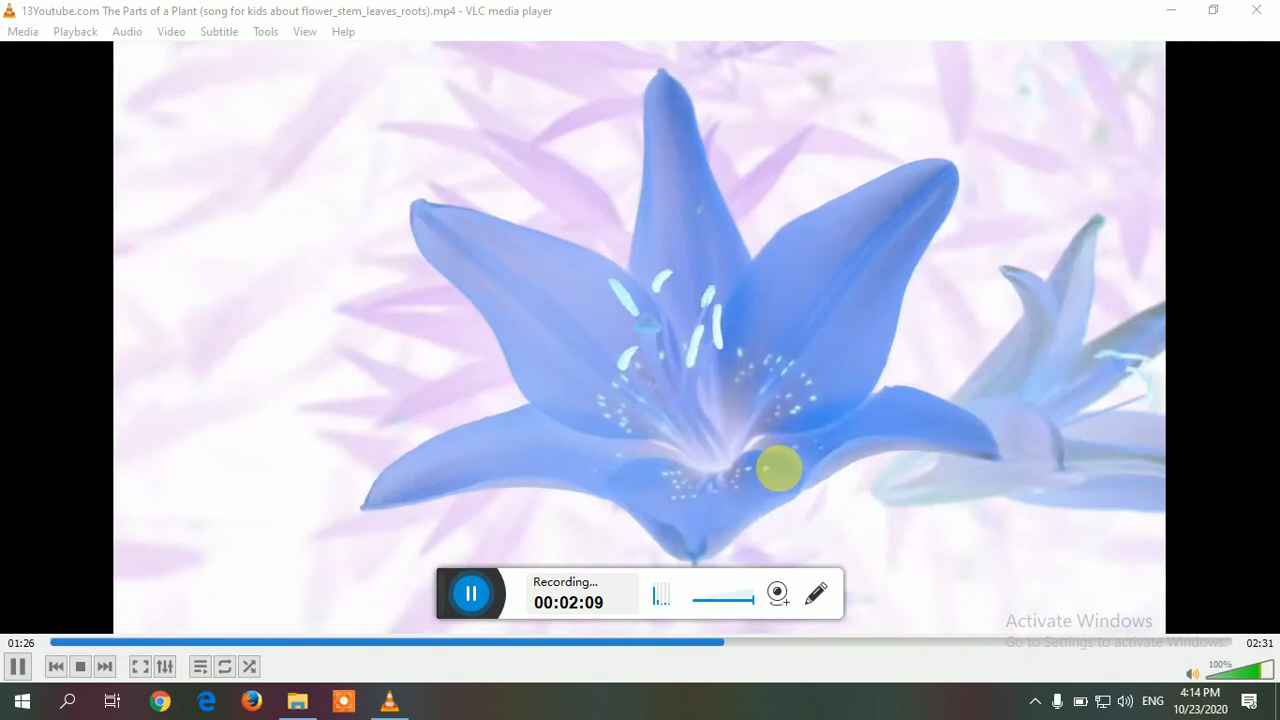 13Youtube.com The Parts of a Plant (song for kids about flower_stem_leaves_roots).mp4 - VLC media player
Media Playback Audio Video Subtitle Tools View Help
Recording...
00:02:09
Activate Windows
Go to Settings to activate Windows.
01:26
02:31
100%
ENG
4:14 PM
10/23/2020